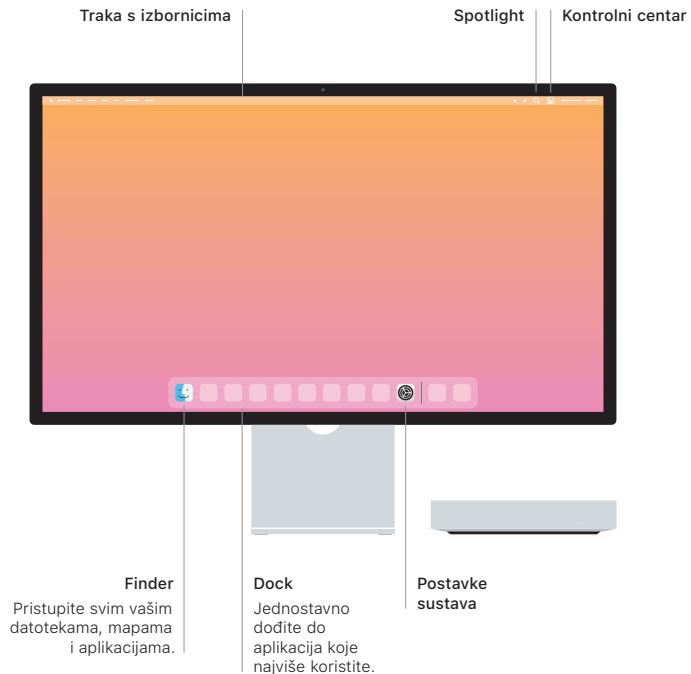 Traka s izbornicima
Spotlight
Kontrolni centar
Finder
Pristupite svim vašim
datotekama, mapama
i aplikacijama.
Dock
Jednostavno
dođite do
aplikacija koje
najviše koristite.
Postavke
sustava